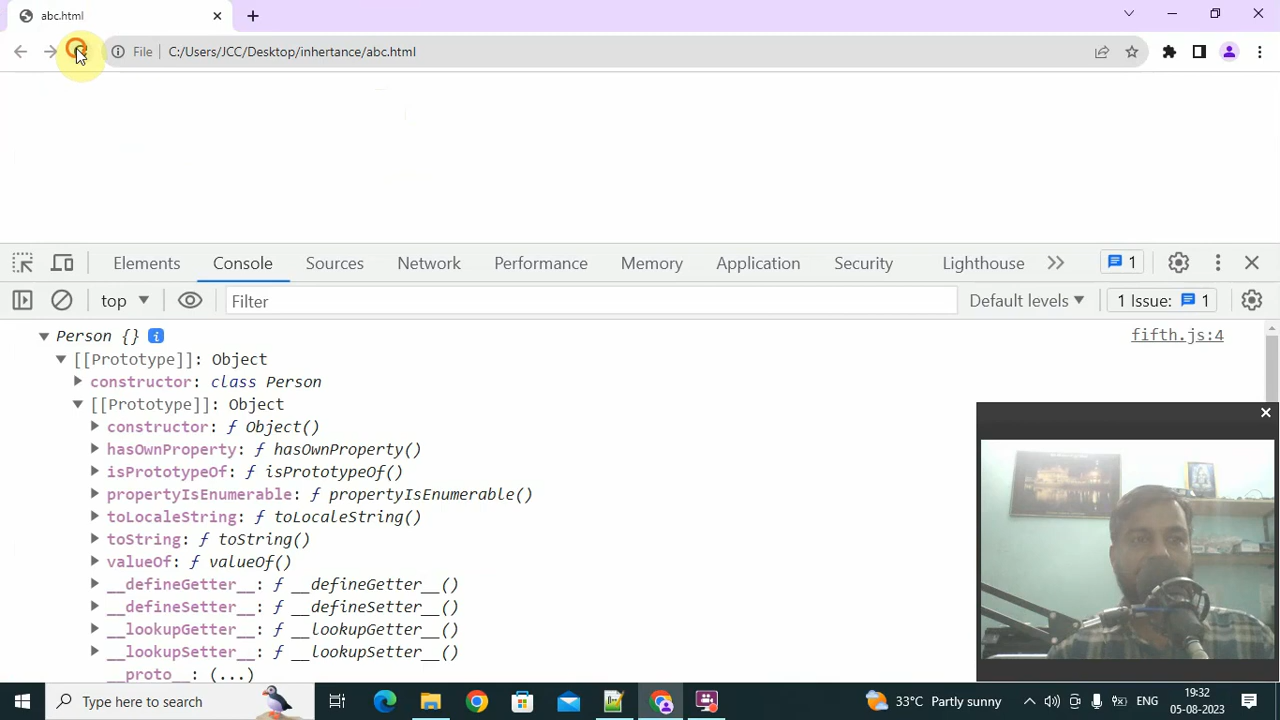 abc.html
File
C:/Users/JCC/Desktop/inhertance/abc.html
Elements Console Sources Network Performance Memory Application Security Lighthouse 1
top Filter Default levels 1 Issue: 1
Person {} i fifth.js:4
[[Prototype]]: Object
constructor: class Person
[[Prototype]]: Object
constructor: ƒ Object()
hasOwnProperty: ƒ hasOwnProperty()
isPrototypeOf: ƒ isPrototypeOf()
propertyIsEnumerable: ƒ propertyIsEnumerable()
toLocaleString: ƒ toLocaleString()
toString: ƒ toString()
valueOf: ƒ valueOf()
__defineGetter__: ƒ __defineGetter__()
__defineSetter__: ƒ __defineSetter__()
__lookupGetter__: ƒ __lookupGetter__()
__lookupSetter__: ƒ __lookupSetter__()
__proto__: (...)
Type here to search
33°C Partly sunny
ENG
19:32
05-08-2023